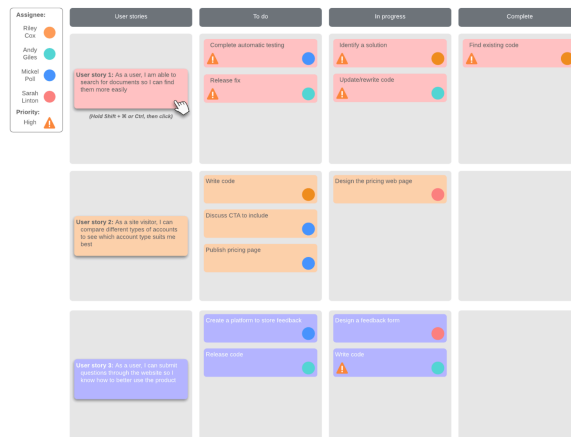 Assignee:
Riley
Cox
Andy
Giles
Mickel
Poll
Sarah
Linton
Priority:
High
User stories
To do
In progress
Complete
User story 1: As a user, I am able to
search for documents so I can find
them more easily
(Hold Shift + ⌘ or Ctrl, then click)
Complete automatic testing
Release fix
Identify a solution
Update/rewrite code
Find existing code
User story 2: As a site visitor, I can
compare different types of accounts
to see which account type suits me
best
Write code
Discuss CTA to include
Publish pricing page
Design the pricing web page
User story 3: As a user, I can submit
questions through the website so I
know how to better use the product
Create a platform to store feedback
Release code
Design a feedback form
Write code